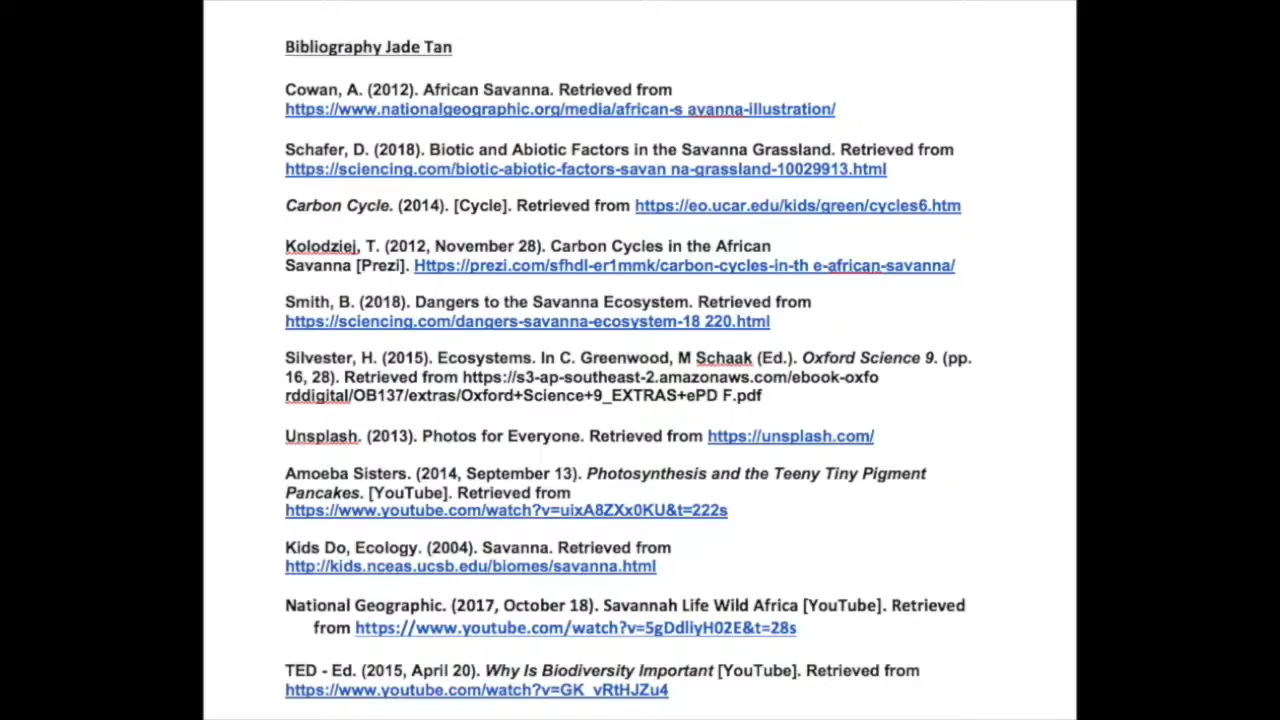 Bibliography Jade Tan
Cowan, A. (2012). African Savanna. Retrieved from
https://www.nationalgeographic.org/media/african-s avanna-illustration/
Schafer, D. (2018). Biotic and Abiotic Factors in the Savanna Grassland. Retrieved from
https://sciencing.com/biotic-abiotic-factors-savan na-grassland-10029913.html
Carbon Cycle. (2014). [Cycle]. Retrieved from https://eo.ucar.edu/kids/green/cycles6.htm
Kolodziej, T. (2012, November 28). Carbon Cycles in the African
Savanna [Prezi]. Https://prezi.com/sfhdl-er1mmk/carbon-cycles-in-th e-african-savanna/
Smith, B. (2018). Dangers to the Savanna Ecosystem. Retrieved from
https://sciencing.com/dangers-savanna-ecosystem-18 220.html
Silvester, H. (2015). Ecosystems. In C. Greenwood, M Schaak (Ed.). Oxford Science 9. (pp.
16, 28). Retrieved from https://s3-ap-southeast-2.amazonaws.com/ebook-oxfo
rddigital/OB137/extras/Oxford+Science+9_EXTRAS+ePD F.pdf
Unsplash. (2013). Photos for Everyone. Retrieved from https://unsplash.com/
Amoeba Sisters. (2014, September 13). Photosynthesis and the Teeny Tiny Pigment
Pancakes. [YouTube]. Retrieved from
https://www.youtube.com/watch?v=uixA8ZXx0KU&t=222s
Kids Do, Ecology. (2004). Savanna. Retrieved from
http://kids.nceas.ucsb.edu/biomes/savanna.html
National Geographic. (2017, October 18). Savannah Life Wild Africa [YouTube]. Retrieved
from https://www.youtube.com/watch?v=5gDdliyH02E&t=28s
TED - Ed. (2015, April 20). Why Is Biodiversity Important [YouTube]. Retrieved from
https://www.youtube.com/watch?v=GK_vRtHJZu4